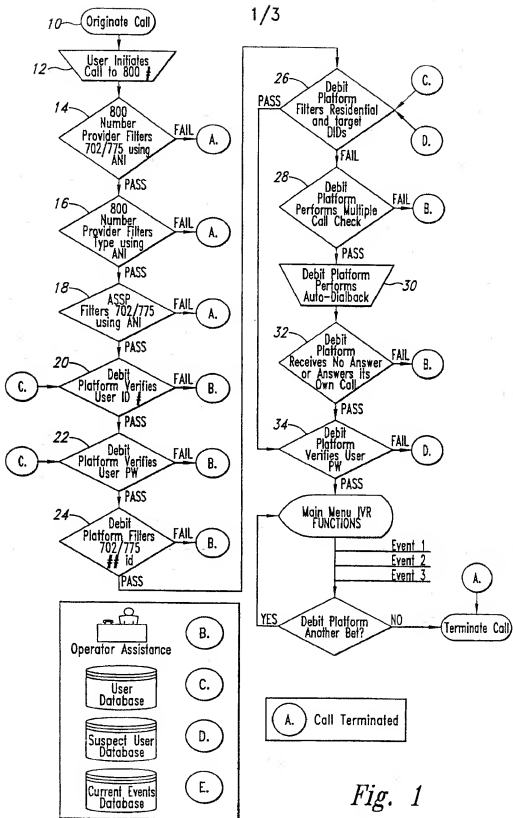 1/3
10
Originate Call
12
User Initiates
Call to 800 #
14
800
Number
Provider Filters
702/775 using
ANI
FAIL
A.
PASS
16
800
Number
Provider Filters
Type using
ANI
FAIL
A.
PASS
18
ASSP
Filters 702/775
using ANI
FAIL
A.
PASS
20
C.
Debit
Platform Verifies
User ID #
FAIL
B.
PASS
22
C.
Debit
Platform Verifies
User PW
FAIL
B.
PASS
24
Debit
Platform Filters
702/775
## id
FAIL
B.
PASS
26
PASS
Debit
Platform
Filters Residential
and target
DIDs
C.
D.
FAIL
28
Debit
Platform
Performs Multiple
Call Check
FAIL
B.
PASS
Debit Platform
Performs
Auto-Dialback
30
32
Debit
Platform
Receives No Answer
or Answers its
Own Call
FAIL
B.
PASS
34
Debit
Platform
Verifies User
PW
FAIL
D.
PASS
Main Menu IVR
FUNCTIONS
Event 1
Event 2
Event 3
A.
YES
Debit Platform
Another Bet?
NO
Terminate Call
Operator Assistance
B.
User
Database
C.
Suspect User
Database
D.
Current Events
Database
E.
A.
Call Terminated
Fig. 1